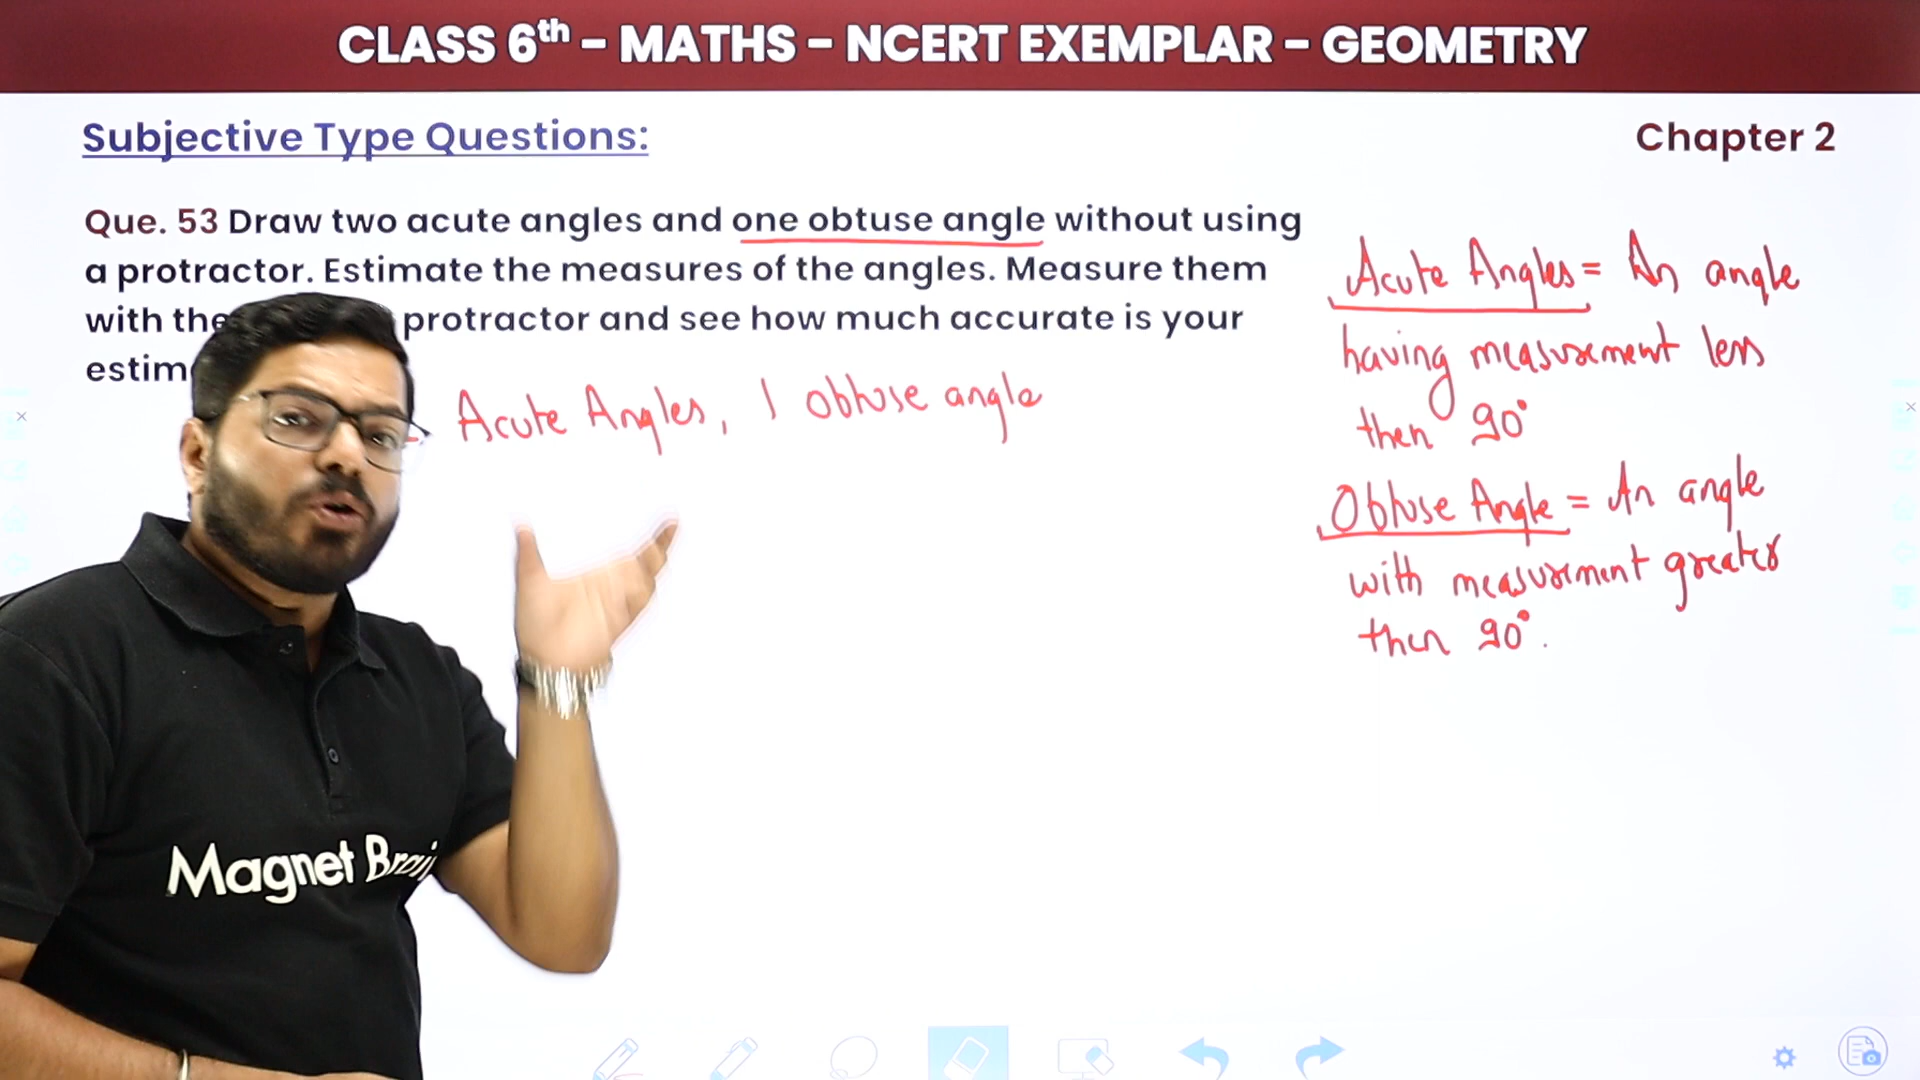 CLASS 6th – MATHS – NCERT EXEMPLAR – GEOMETRY
Subjective Type Questions:
Chapter 2
Que. 53 Draw two acute angles and one obtuse angle without using
a protractor. Estimate the measures of the angles. Measure them
with the protractor and see how much accurate is your
Acute Angles, 1 obtuse angle
Acute Angles = An angle
having measurement less
then 90°
Obtuse Angle = An angle
with measurement greater
then 90°.
Magnet